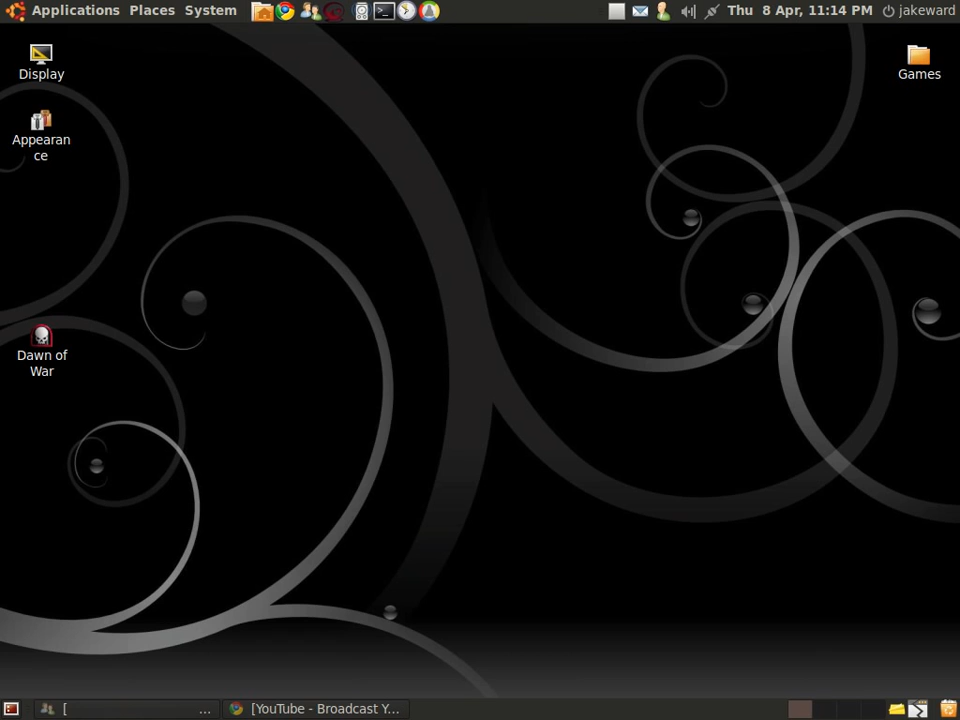 Applications Places System
Thu 8 Apr, 11:14 PM jakeward
Display
Games
Appearan
ce
Dawn of
War
[ ...
[YouTube - Broadcast Y...